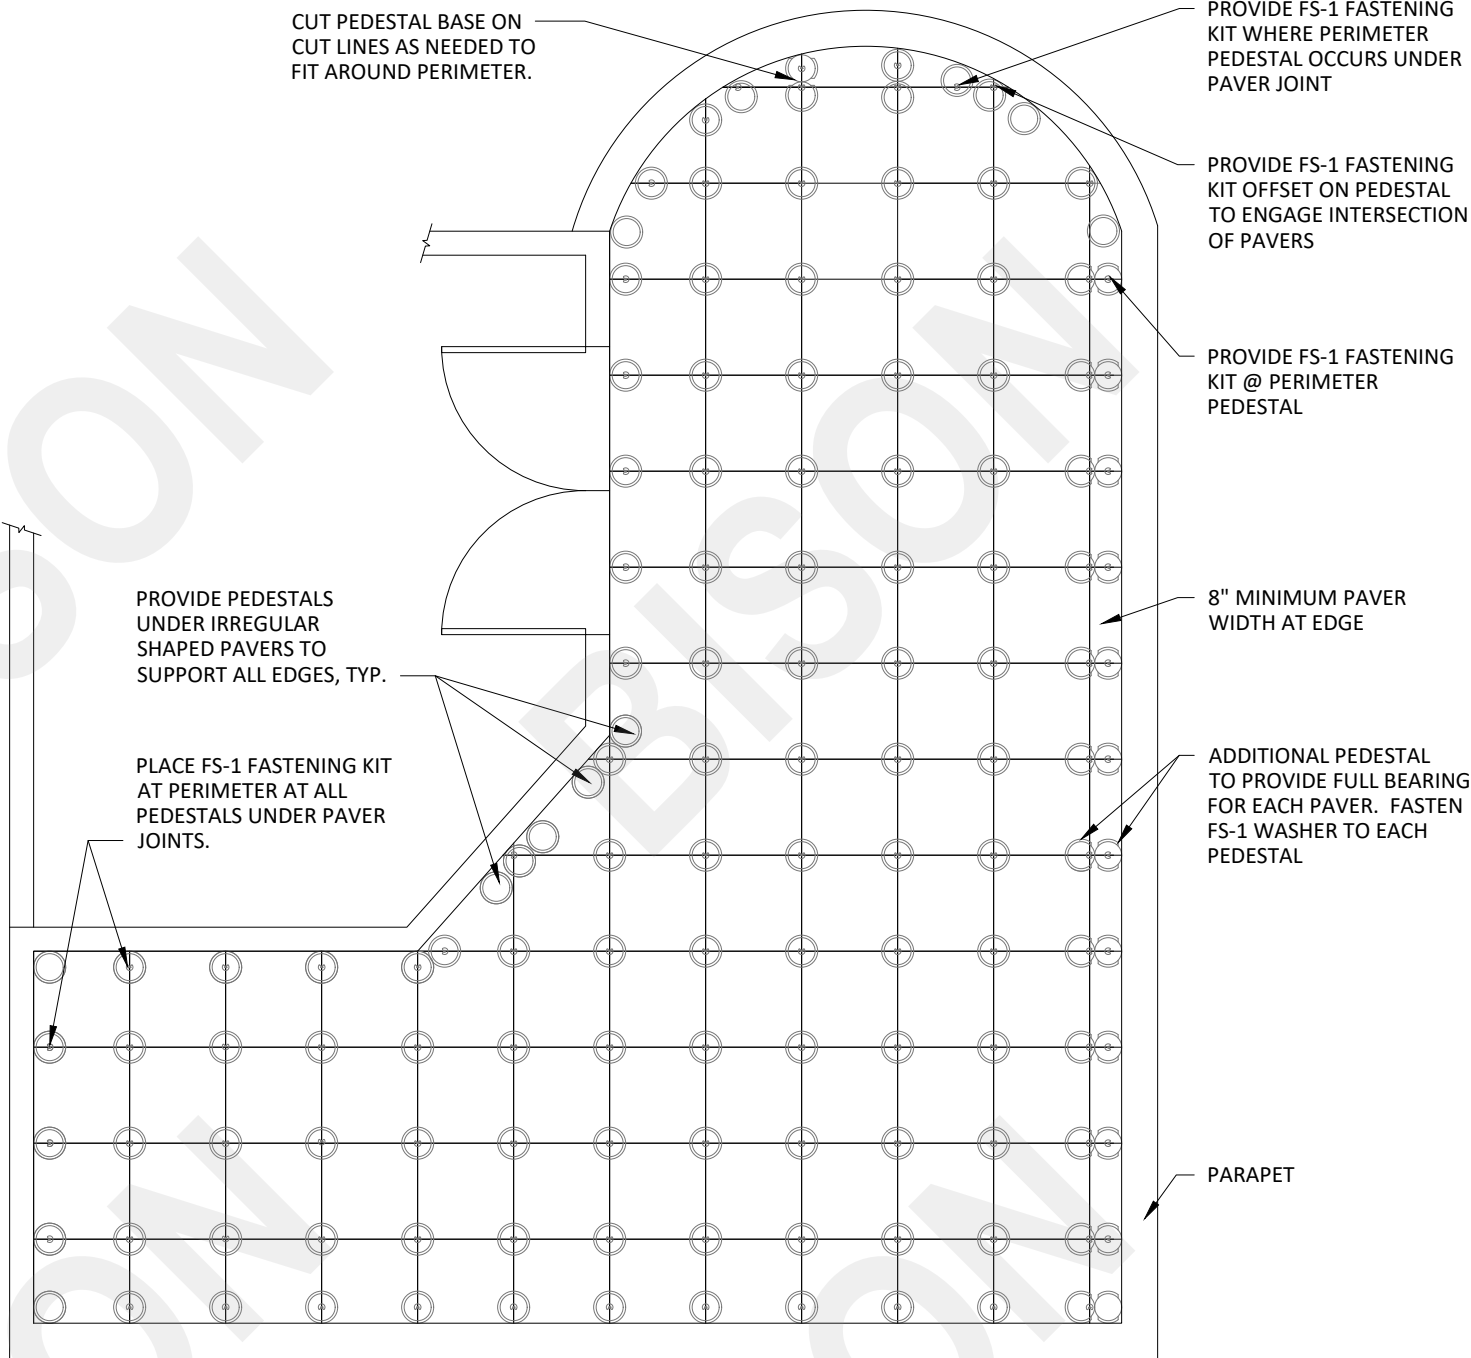 CUT PEDESTAL BASE ON
CUT LINES AS NEEDED TO
FIT AROUND PERIMETER.
PROVIDE FS-1 FASTENING
KIT WHERE PERIMETER
PEDESTAL OCCURS UNDER
PAVER JOINT
PROVIDE FS-1 FASTENING
KIT OFFSET ON PEDESTAL
TO ENGAGE INTERSECTION
OF PAVERS
PROVIDE FS-1 FASTENING
KIT @ PERIMETER
PEDESTAL
PROVIDE PEDESTALS
UNDER IRREGULAR
SHAPED PAVERS TO
SUPPORT ALL EDGES, TYP.
8" MINIMUM PAVER
WIDTH AT EDGE
PLACE FS-1 FASTENING KIT
AT PERIMETER AT ALL
PEDESTALS UNDER PAVER
JOINTS.
ADDITIONAL PEDESTAL
TO PROVIDE FULL BEARING
FOR EACH PAVER. FASTEN
FS-1 WASHER TO EACH
PEDESTAL
PARAPET
BISON
SON
ON
ON